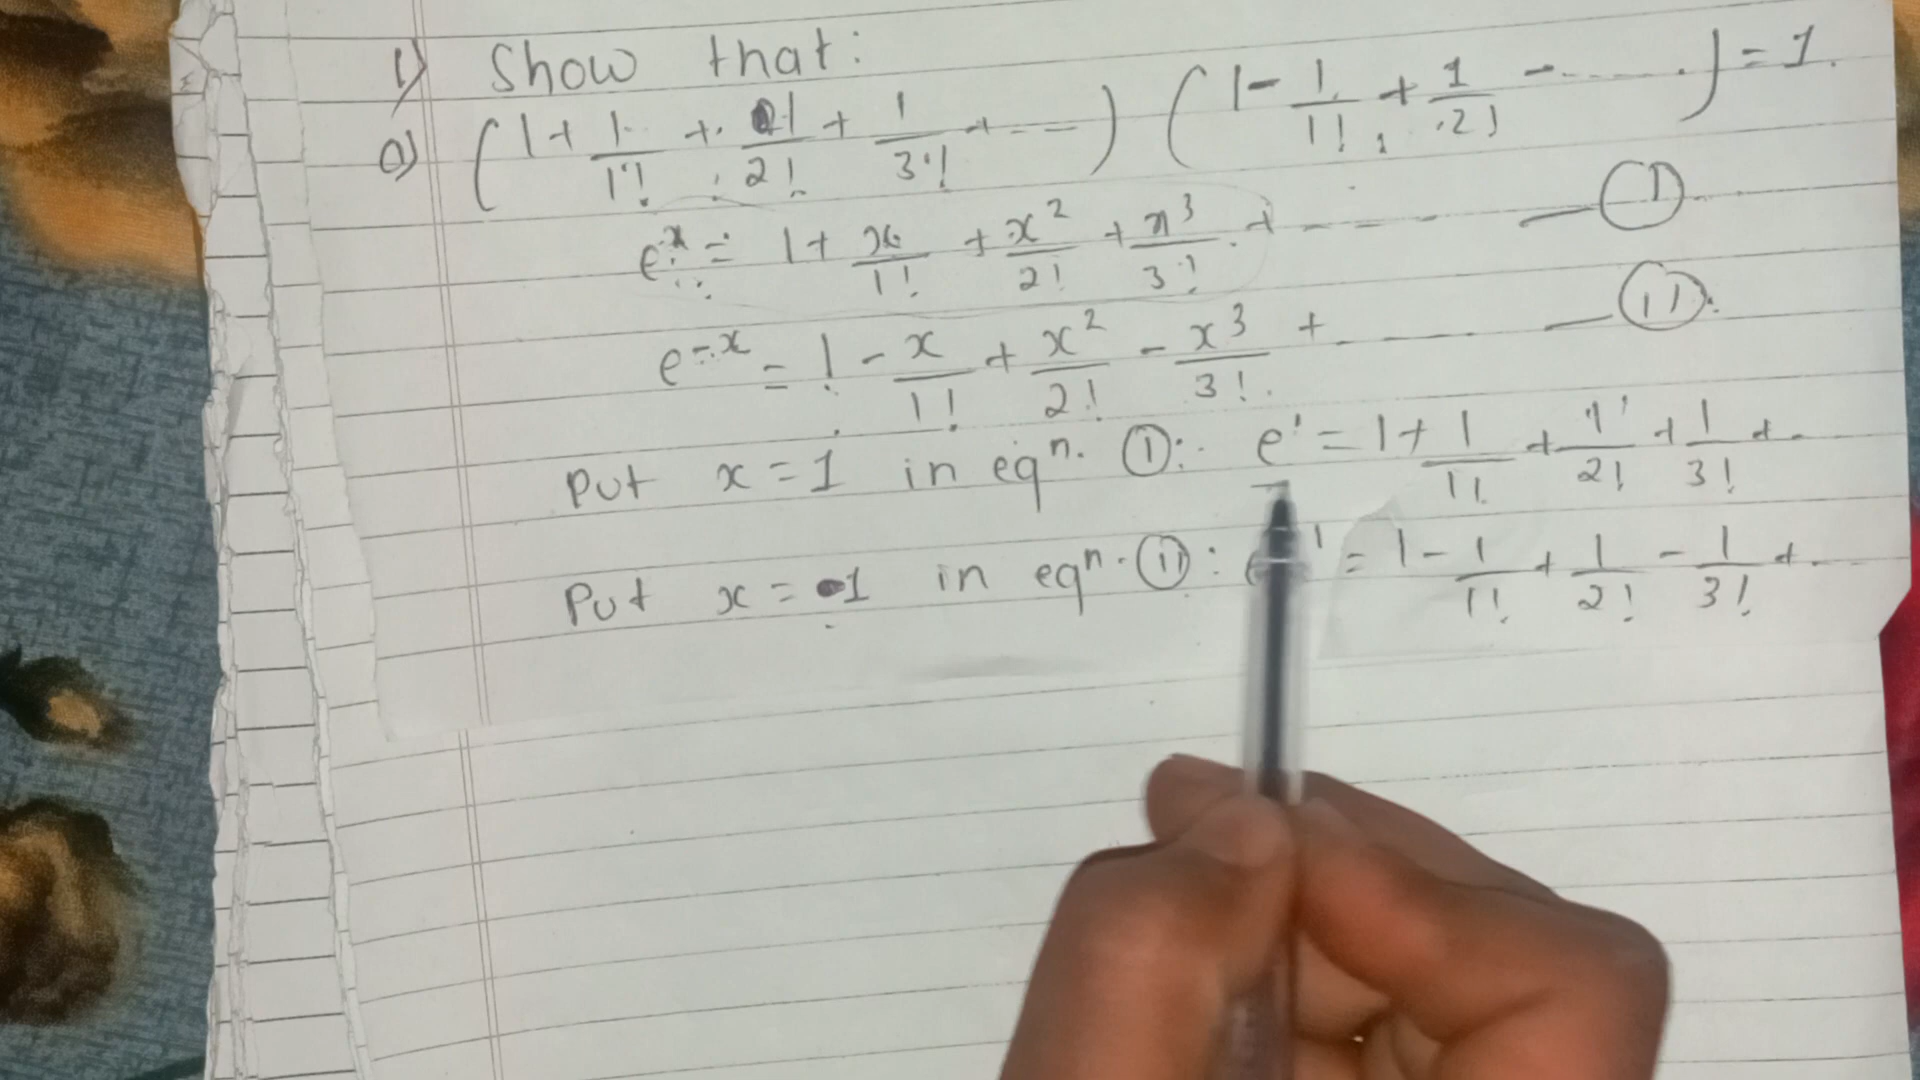 1) Show that:
a) (1 + 1/1! + 1/2! + 1/3! + ---) (1 - 1/1! + 1/2! - ......) = 1.
e^x = 1 + x/1! + x^2/2! + x^3/3! + - - - - — (i)
e^-x = 1 - x/1! + x^2/2! - x^3/3! + - - - - — (ii)
Put x = 1 in eqn. (i): e^1 = 1 + 1/1! + 1/2! + 1/3! + -
Put x = 1 in eqn. (ii): = 1 - 1/1! + 1/2! - 1/3! + --